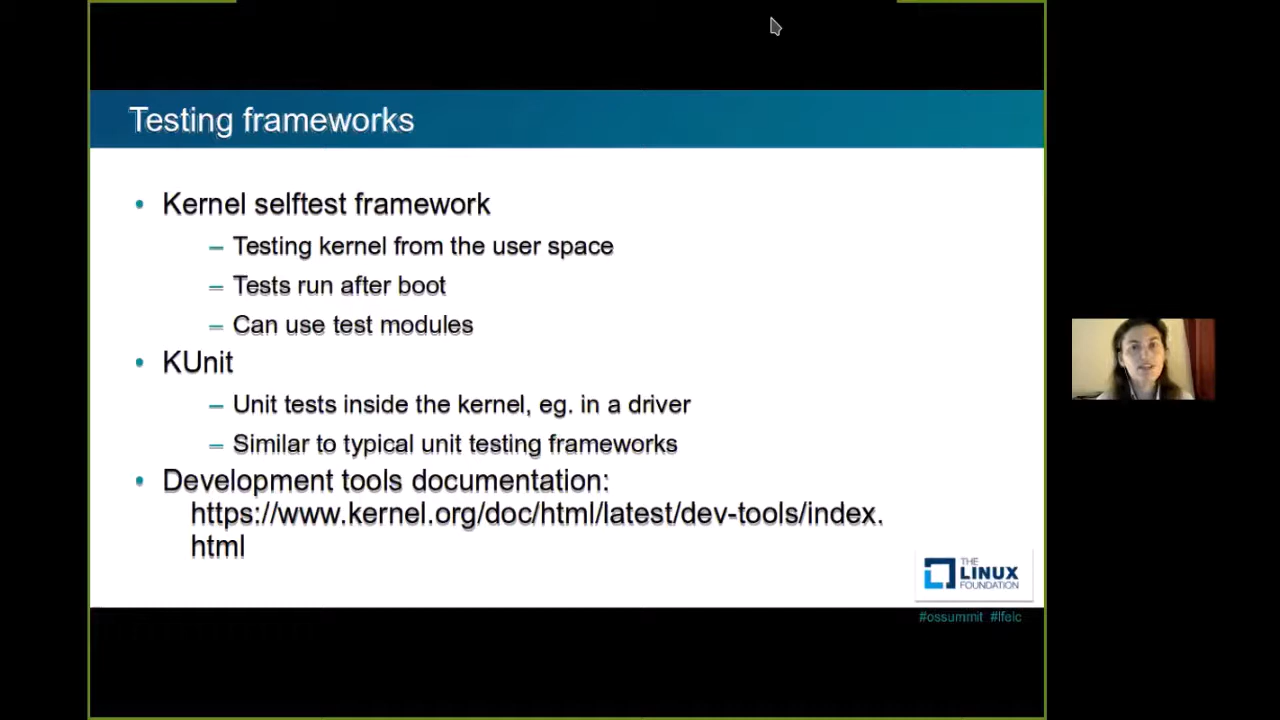 Testing frameworks
• Kernel selftest framework
– Testing kernel from the user space
– Tests run after boot
– Can use test modules
• KUnit
– Unit tests inside the kernel, eg. in a driver
– Similar to typical unit testing frameworks
• Development tools documentation:
https://www.kernel.org/doc/html/latest/dev-tools/index.
html
THE
LINUX
FOUNDATION
#ossummit #lfelc